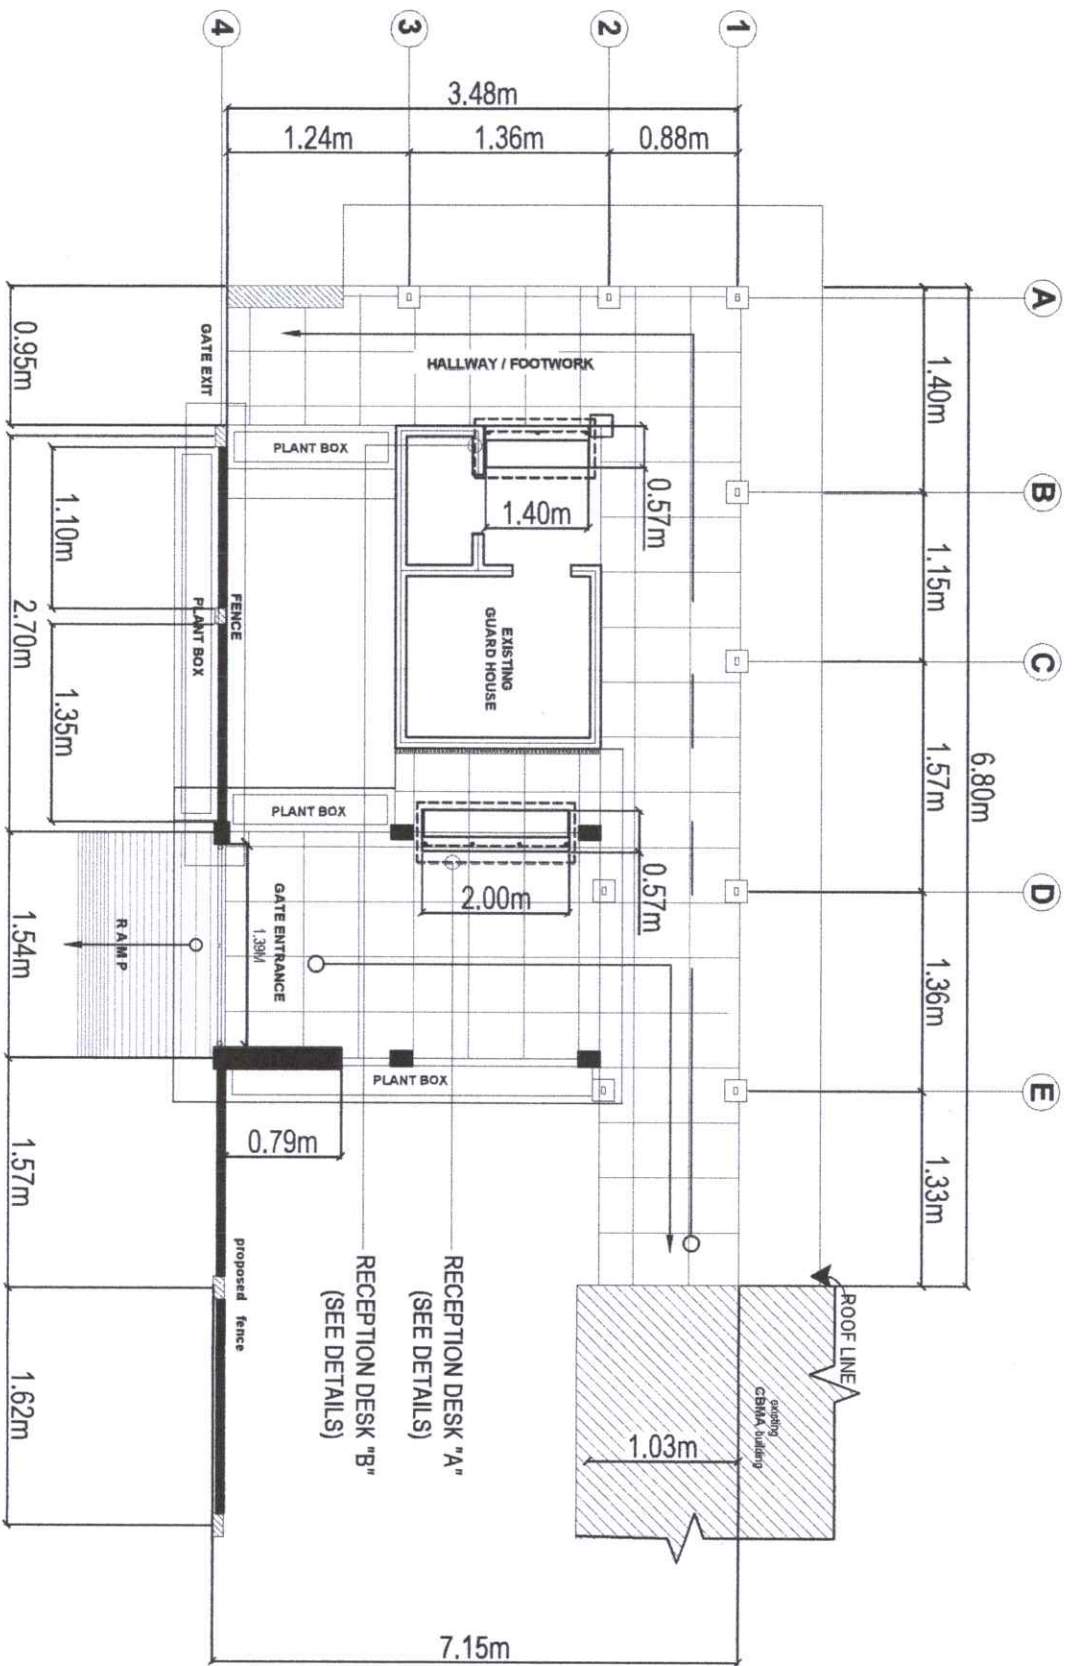 4
3
2
1
3.48m
1.24m
1.36m
0.88m
A
B
C
D
E
6.80m
1.40m
1.15m
1.57m
1.36m
1.33m
ROOF LINE
existing
CBMA building
1.03m
7.15m
HALLWAY / FOOTWORK
GATE EXIT
PLANT BOX
0.57m
1.40m
EXISTING
GUARD HOUSE
FENCE
PLANT BOX
PLANT BOX
0.57m
2.00m
GATE ENTRANCE
1.39M
RAMP
PLANT BOX
0.79m
RECEPTION DESK "A"
(SEE DETAILS)
RECEPTION DESK "B"
(SEE DETAILS)
proposed fence
0.95m
1.10m
1.35m
2.70m
1.54m
1.57m
1.62m